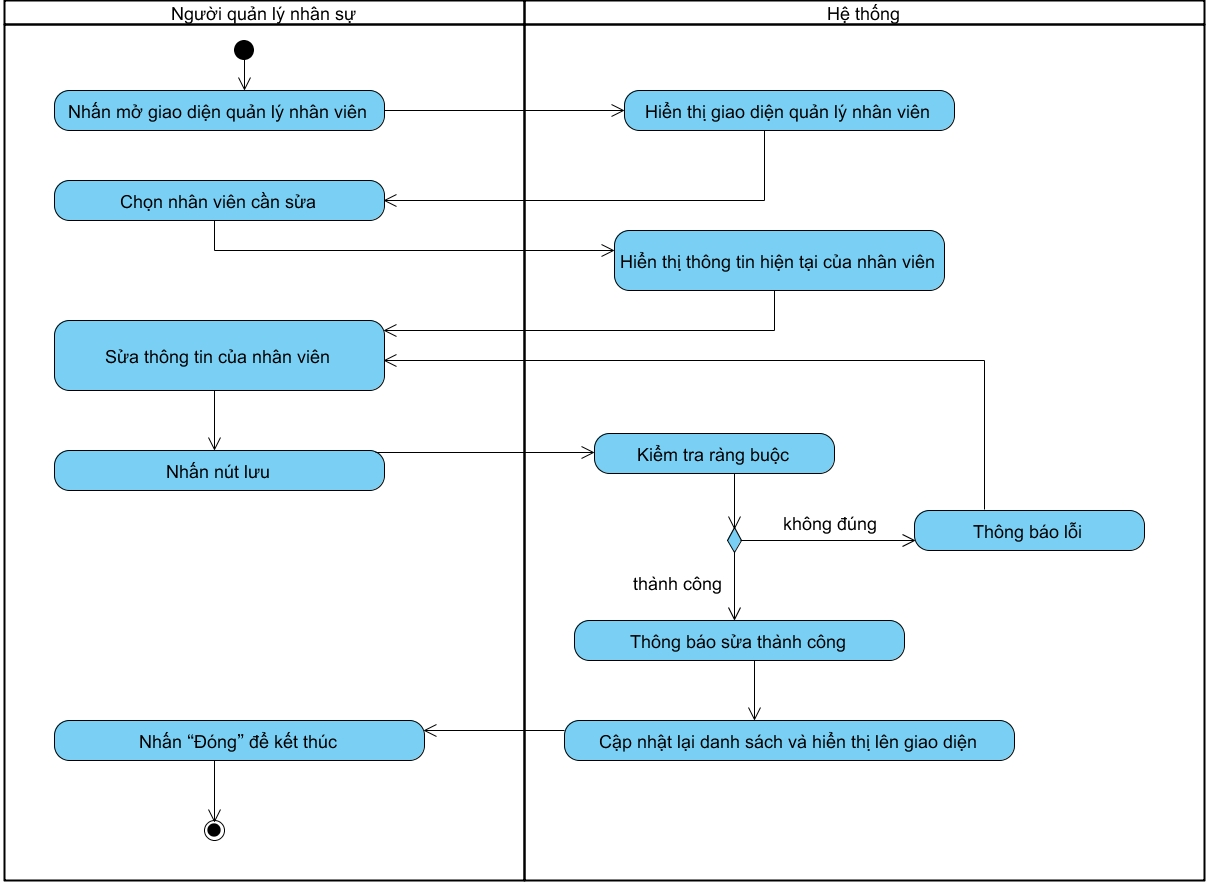 Người quản lý nhân sự
Hệ thống
Nhấn mở giao diện quản lý nhân viên
Hiển thị giao diện quản lý nhân viên
Chọn nhân viên cần sửa
Hiển thị thông tin hiện tại của nhân viên
Sửa thông tin của nhân viên
Nhấn nút lưu
Kiểm tra ràng buộc
không đúng
Thông báo lỗi
thành công
Thông báo sửa thành công
Nhấn “Đóng” để kết thúc
Cập nhật lại danh sách và hiển thị lên giao diện